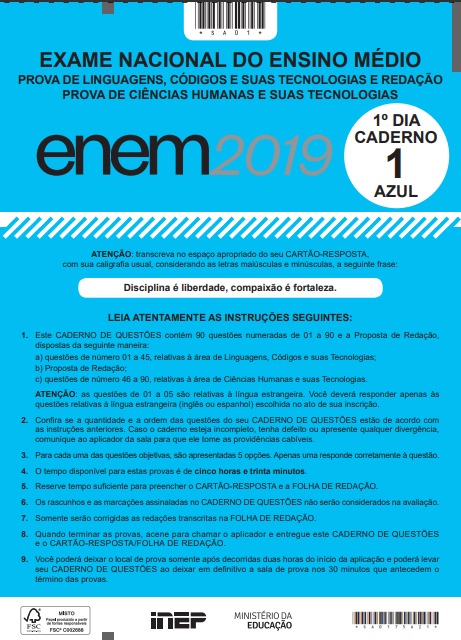 *SA01*
EXAME NACIONAL DO ENSINO MÉDIO
PROVA DE LINGUAGENS, CÓDIGOS E SUAS TECNOLOGIAS E REDAÇÃO
PROVA DE CIÊNCIAS HUMANAS E SUAS TECNOLOGIAS
enem2019
1º DIA
CADERNO
1
AZUL
ATENÇÃO: transcreva no espaço apropriado do seu CARTÃO-RESPOSTA,
com sua caligrafia usual, considerando as letras maiúsculas e minúsculas, a seguinte frase:
Disciplina é liberdade, compaixão é fortaleza.
LEIA ATENTAMENTE AS INSTRUÇÕES SEGUINTES:
1. Este CADERNO DE QUESTÕES contém 90 questões numeradas de 01 a 90 e a Proposta de Redação,
dispostas da seguinte maneira:
a) questões de número 01 a 45, relativas à área de Linguagens, Códigos e suas Tecnologias;
b) Proposta de Redação;
c) questões de número 46 a 90, relativas à área de Ciências Humanas e suas Tecnologias.
ATENÇÃO: as questões de 01 a 05 são relativas à língua estrangeira. Você deverá responder apenas às
questões relativas à língua estrangeira (inglês ou espanhol) escolhida no ato de sua inscrição.
2. Confira se a quantidade e a ordem das questões do seu CADERNO DE QUESTÕES estão de acordo com
as instruções anteriores. Caso o caderno esteja incompleto, tenha defeito ou apresente qualquer divergência,
comunique ao aplicador da sala para que ele tome as providências cabíveis.
3. Para cada uma das questões objetivas, são apresentadas 5 opções. Apenas uma responde corretamente à questão.
4. O tempo disponível para estas provas é de cinco horas e trinta minutos.
5. Reserve tempo suficiente para preencher o CARTÃO-RESPOSTA e a FOLHA DE REDAÇÃO.
6. Os rascunhos e as marcações assinaladas no CADERNO DE QUESTÕES não serão considerados na avaliação.
7. Somente serão corrigidas as redações transcritas na FOLHA DE REDAÇÃO.
8. Quando terminar as provas, acene para chamar o aplicador e entregue este CADERNO DE QUESTÕES
e o CARTÃO-RESPOSTA/FOLHA DE REDAÇÃO.
9. Você poderá deixar o local de prova somente após decorridas duas horas do início da aplicação e poderá levar
seu CADERNO DE QUESTÕES ao deixar em definitivo a sala de prova nos 30 minutos que antecedem o
término das provas.
FSC
MISTO
Papel produzido a partir
de fontes responsáveis
FSC® C002688
inep
MINISTÉRIO DA
EDUCAÇÃO